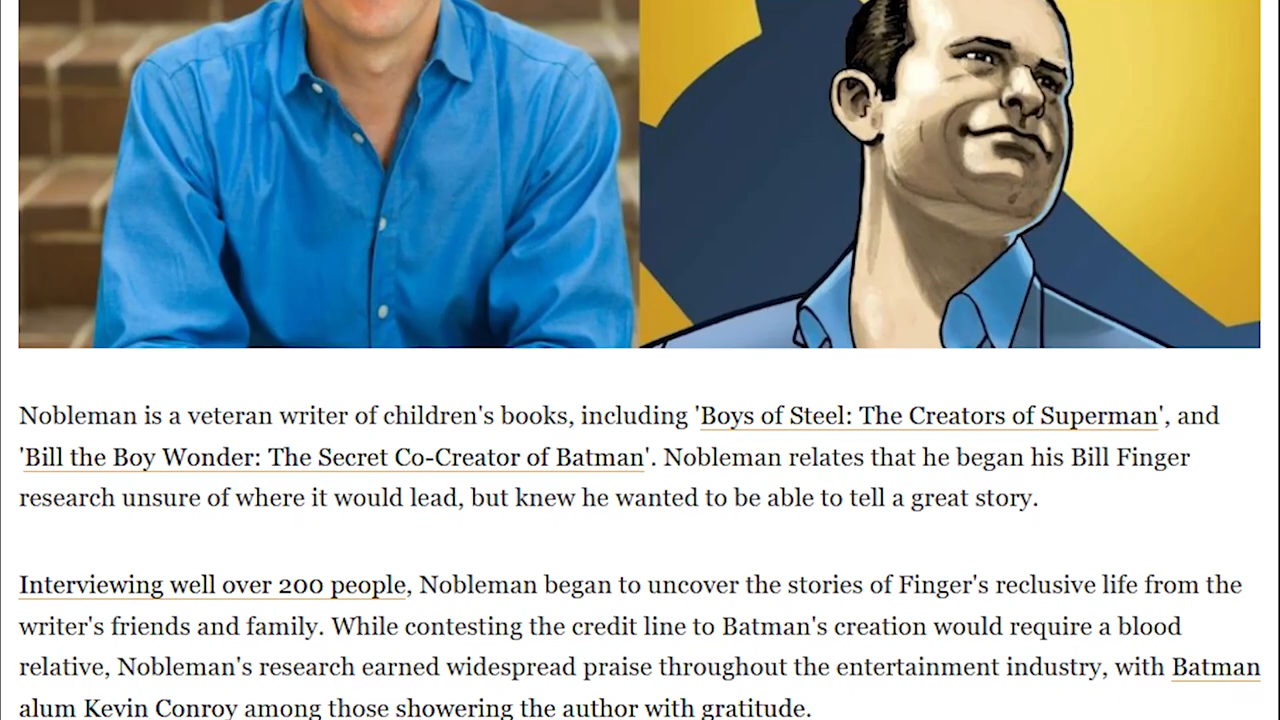 Nobleman is a veteran writer of children's books, including 'Boys of Steel: The Creators of Superman', and
'Bill the Boy Wonder: The Secret Co-Creator of Batman'. Nobleman relates that he began his Bill Finger
research unsure of where it would lead, but knew he wanted to be able to tell a great story.
Interviewing well over 200 people, Nobleman began to uncover the stories of Finger's reclusive life from the
writer's friends and family. While contesting the credit line to Batman's creation would require a blood
relative, Nobleman's research earned widespread praise throughout the entertainment industry, with Batman
alum Kevin Conroy among those showering the author with gratitude.